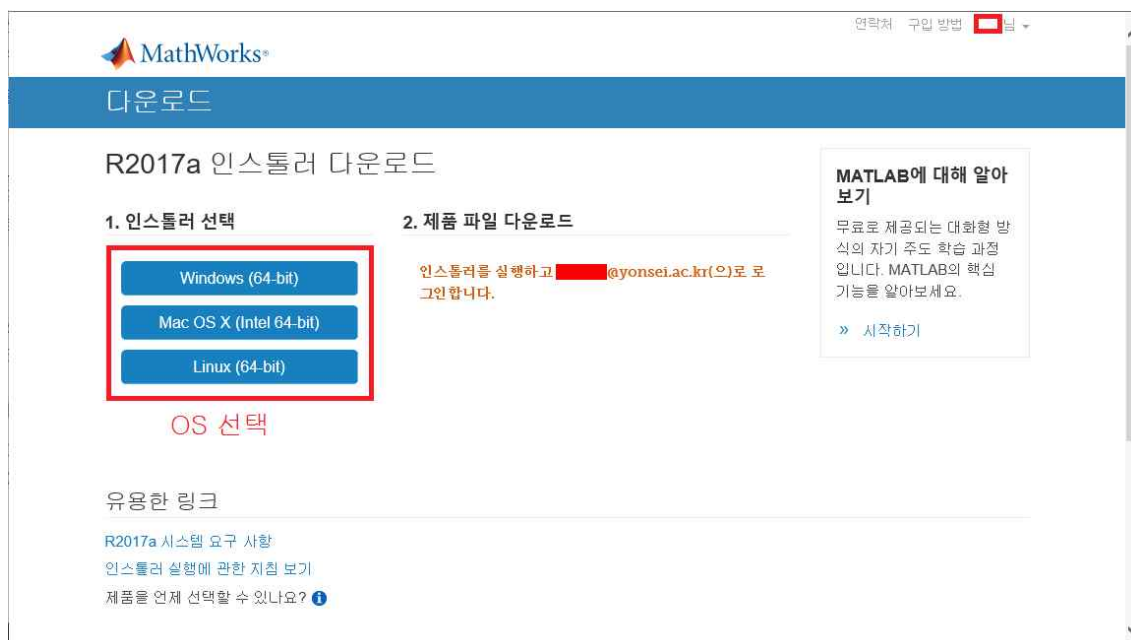 연락처 구입 방법 님
MathWorks®
다운로드
R2017a 인스톨러 다운로드
1. 인스톨러 선택
Windows (64-bit)
Mac OS X (Intel 64-bit)
Linux (64-bit)
OS 선택
2. 제품 파일 다운로드
인스톨러를 실행하고 @yonsei.ac.kr(으)로 로
그인합니다.
MATLAB에 대해 알아
보기
무료로 제공되는 대화형 방
식의 자기 주도 학습 과정
입니다. MATLAB의 핵심
기능을 알아보세요.
» 시작하기
유용한 링크
R2017a 시스템 요구 사항
인스톨러 실행에 관한 지침 보기
제품을 언제 선택할 수 있나요?